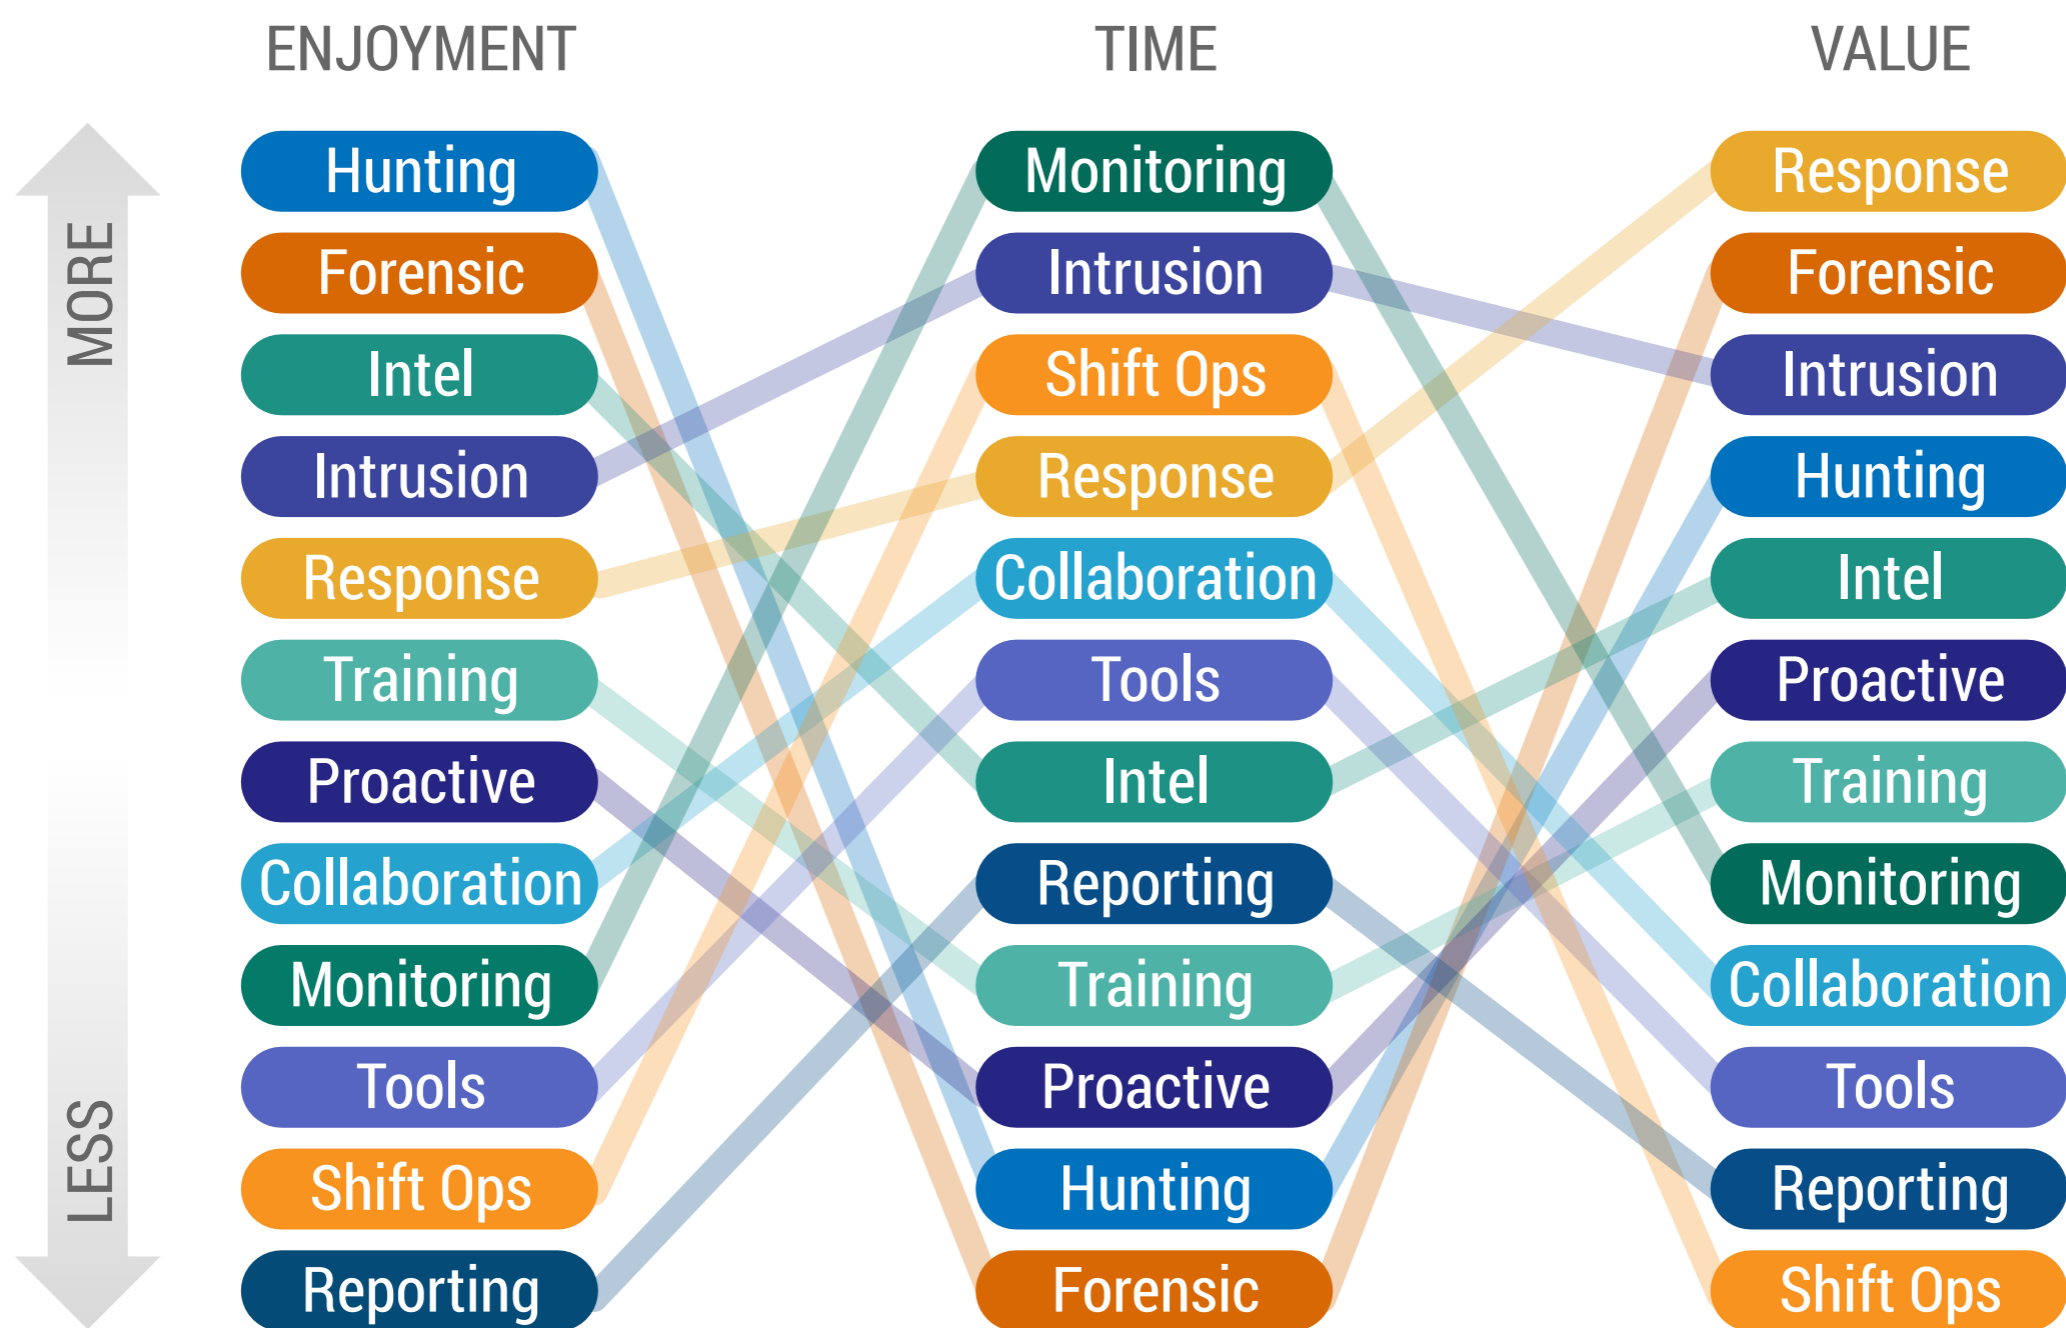 ENJOYMENT TIME VALUE
MORE
LESS
Hunting Monitoring Response
Forensic Intrusion Forensic
Intel Shift Ops Intrusion
Intrusion Response Hunting
Response Collaboration Intel
Training Tools Proactive
Proactive Intel Training
Collaboration Reporting Monitoring
Monitoring Training Collaboration
Tools Proactive Tools
Shift Ops Hunting Reporting
Reporting Forensic Shift Ops